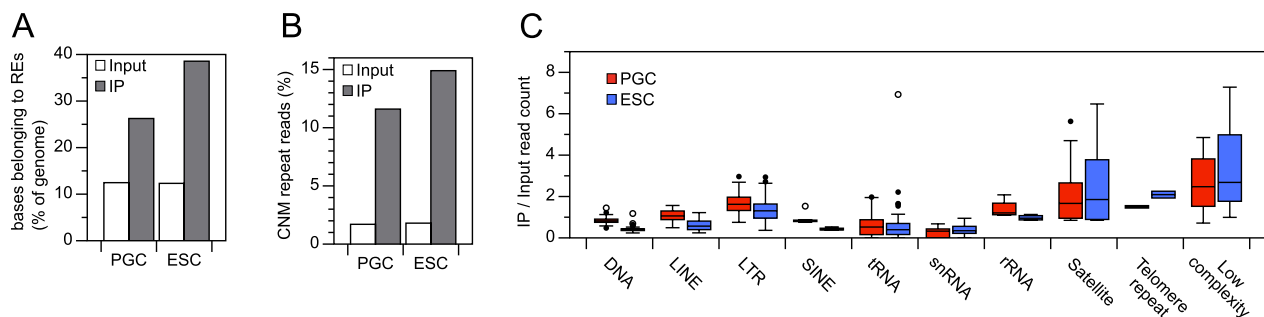 A
bases belonging to REs
(% of genome)
40
30
20
10
0
Input
IP
PGC
ESC
B
CNM repeat reads (%)
15
10
5
0
Input
IP
PGC
ESC
C
IP / Input read count
8
6
4
2
0
PGC
ESC
DNA
LINE
LTR
SINE
tRNA
snRNA
rRNA
Satellite
Telomere
repeat
Low
complexity